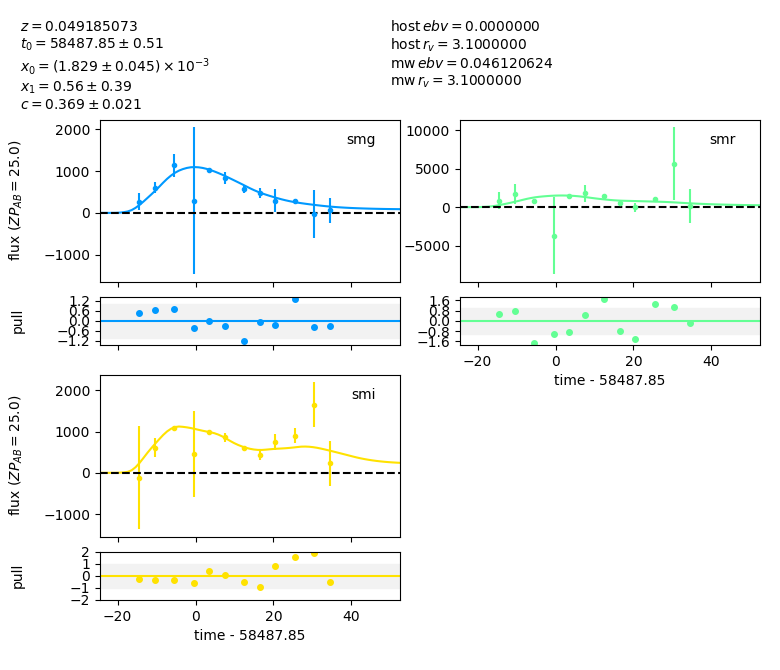 z = 0.049185073
t₀ = 58487.85 ± 0.51
x₀ = (1.829 ± 0.045) × 10⁻³
x₁ = 0.56 ± 0.39
c = 0.369 ± 0.021
host ebv = 0.0000000
host r_v = 3.1000000
mw ebv = 0.046120624
mw r_v = 3.1000000
flux (ZP_AB = 25.0)
2000
1000
0
−1000
smg
10000
5000
0
−5000
smr
pull
1.2
0.6
0.0
−0.6
−1.2
1.6
0.8
0.0
−0.8
−1.6
−20
0
20
40
time - 58487.85
flux (ZP_AB = 25.0)
2000
1000
0
−1000
smi
pull
2
1
0
−1
−2
−20
0
20
40
time - 58487.85